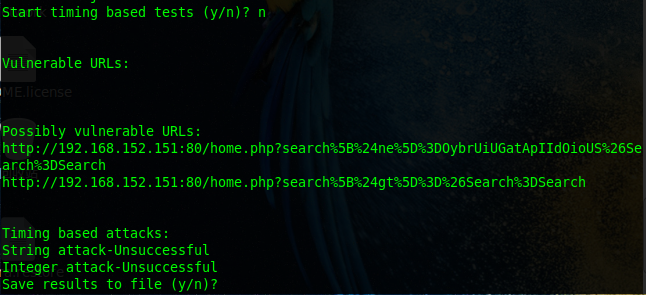 Start timing based tests (y/n)? n
Vulnerable URLs:
ME.license
Possibly vulnerable URLs:
http://192.168.152.151:80/home.php?search%5B%24ne%5D%3DOybrUiUGatApIIdOioUS%26Se
arch%3DSearch
http://192.168.152.151:80/home.php?search%5B%24gt%5D%3D%26Search%3DSearch
Timing based attacks:
String attack-Unsuccessful
Integer attack-Unsuccessful
Save results to file (y/n)?